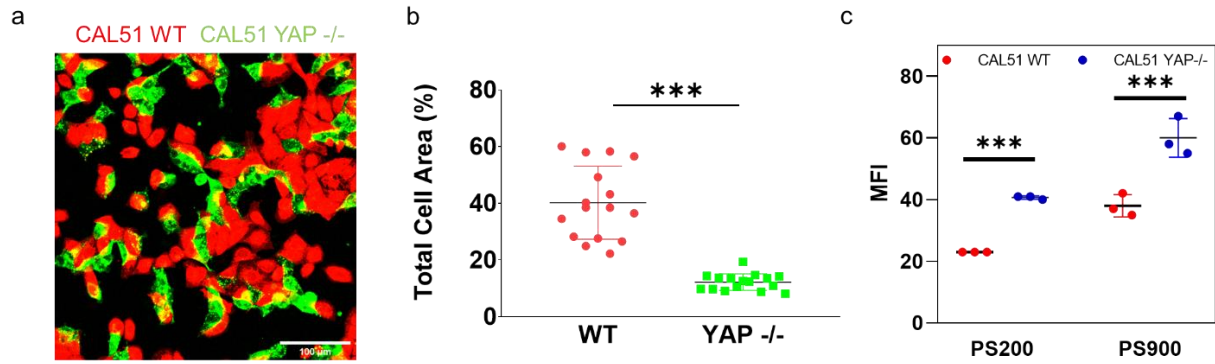 a
CAL51 WT CAL51 YAP -/-
100 µm
b
Total Cell Area (%)
80
60
40
20
0
***
WT
YAP -/-
c
CAL51 WT
CAL51 YAP-/-
MFI
80
60
40
20
0
***
***
PS200
PS900